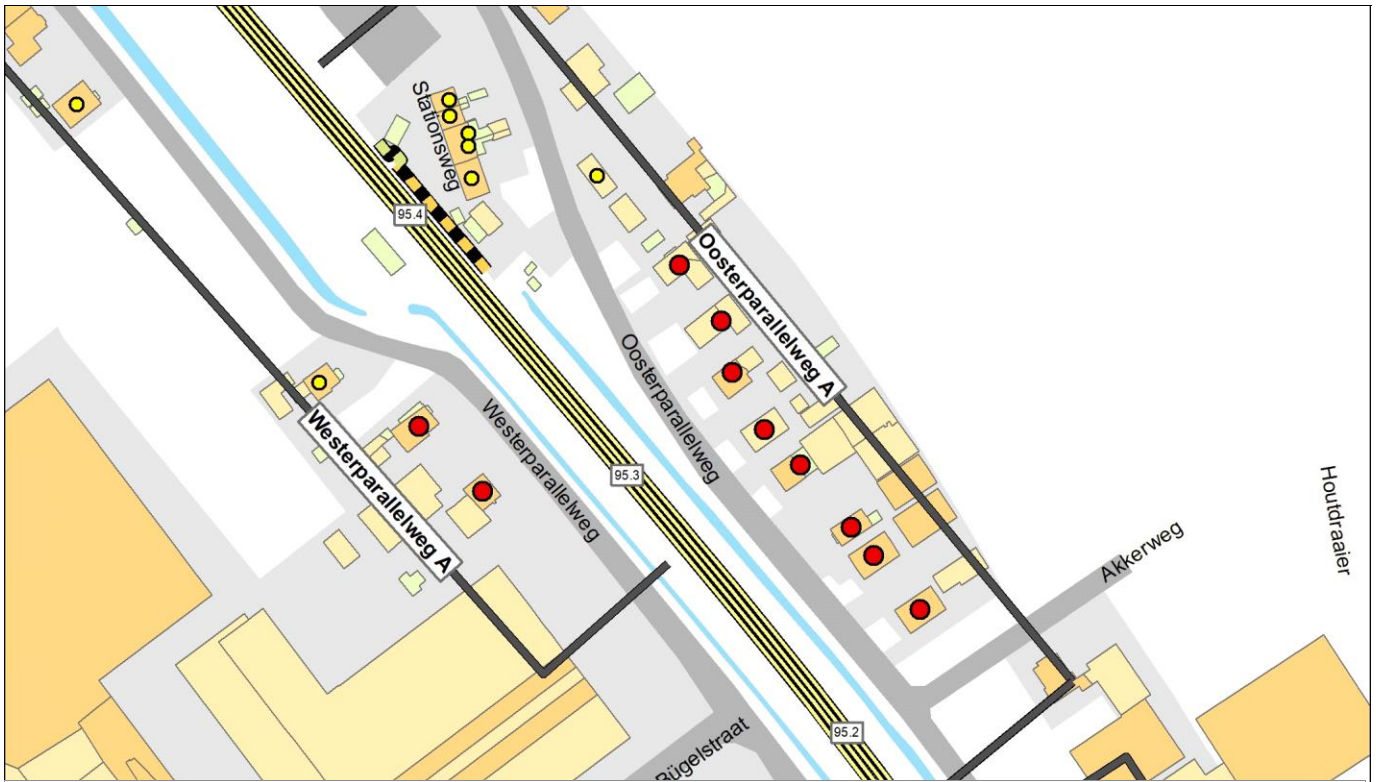 Stationsweg
95.4
Oosterparallelweg A
Oosterparallelweg
Westerparallelweg A
Westerparallelweg
95.3
Houtdraaier
Akkerweg
95.2
Bügelstraat